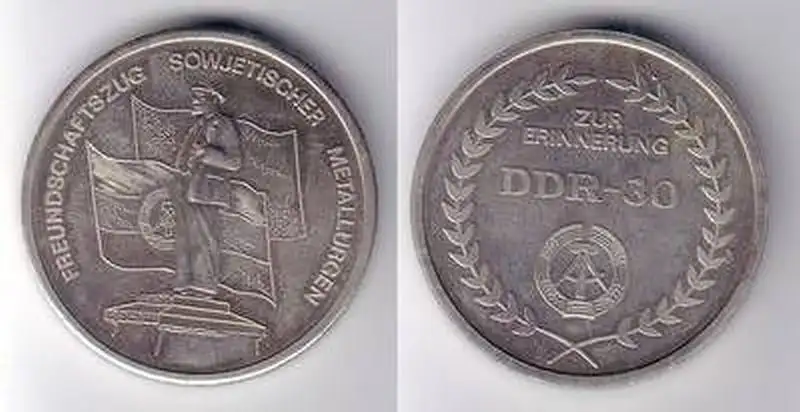 FREUNDSCHAFTSZUG SOWJETISCHER METALLURGEN
ZUR
ERINNERUNG
DDR-30